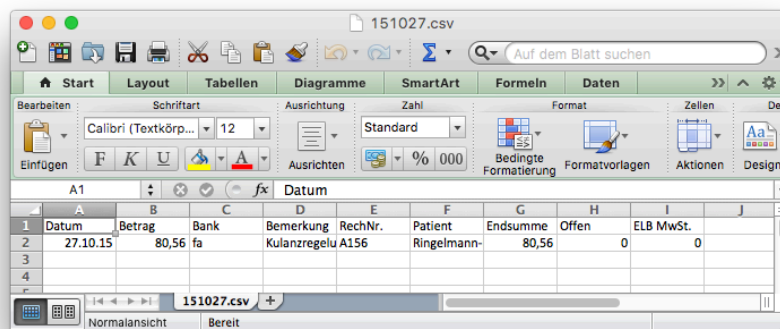 151027.csv
Auf dem Blatt suchen
Start Layout Tabellen Diagramme SmartArt Formeln Daten
Bearbeiten Schriftart Ausrichtung Zahl Format Zellen De
Calibri (Textkörp... 12 Standard
Einfügen F K U A Ausrichten % 000 Bedingte Formatierung Formatvorlagen Aktionen Design
A1 fx Datum
A B C D E F G H I J
1 Datum Betrag Bank Bemerkung RechNr. Patient Endsumme Offen ELB MwSt.
2 27.10.15 80,56 fa Kulanzregelu A156 Ringelmann- 80,56 0 0
3
4
151027.csv
Normalansicht Bereit